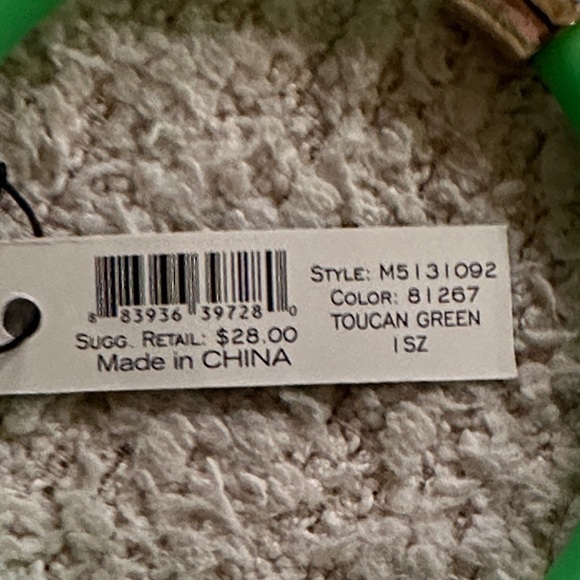 8 83936 39728 0
SUGG. RETAIL: $28.00
Made in CHINA
STYLE: M5131092
COLOR: 81267
TOUCAN GREEN
1SZ